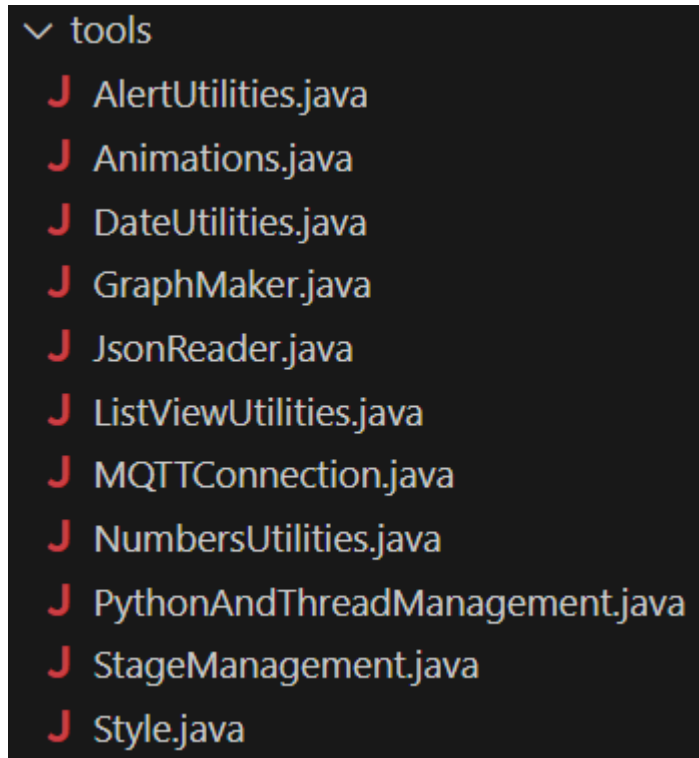 tools
J AlertUtilities.java
J Animations.java
J DateUtilities.java
J GraphMaker.java
J JsonReader.java
J ListViewUtilities.java
J MQTTConnection.java
J NumbersUtilities.java
J PythonAndThreadManagement.java
J StageManagement.java
J Style.java